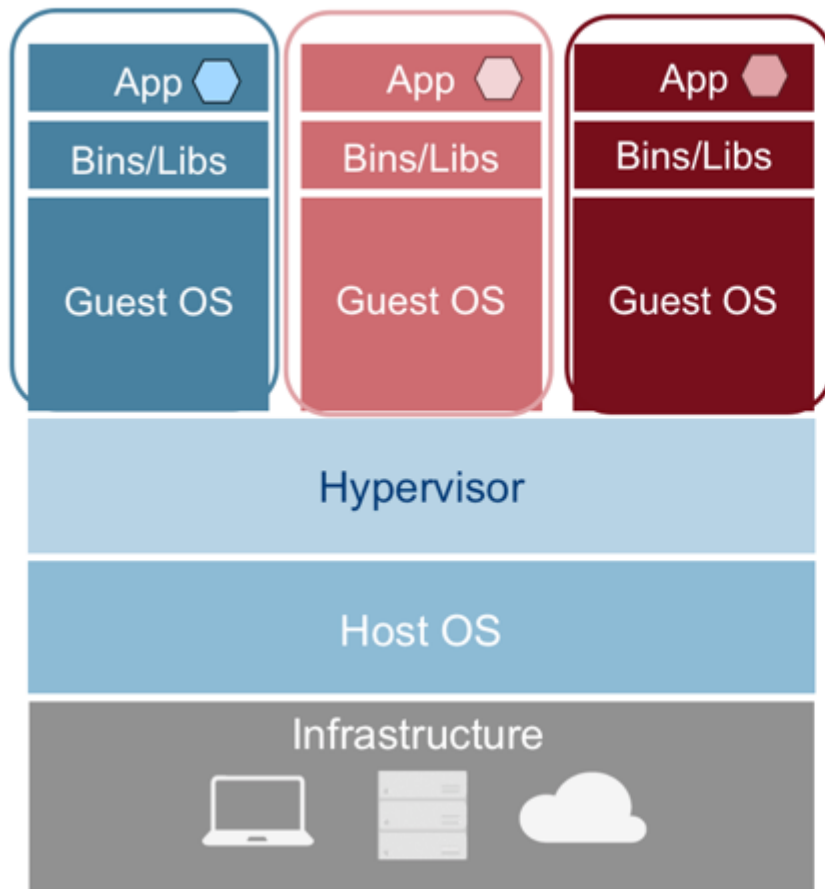 App App App
Bins/Libs Bins/Libs Bins/Libs
Guest OS Guest OS Guest OS
Hypervisor
Host OS
Infrastructure